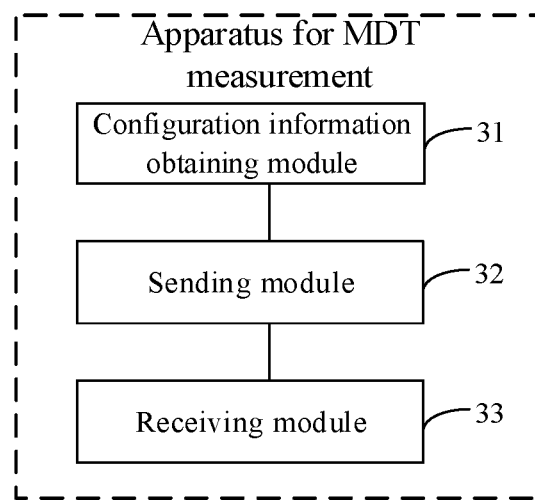 Apparatus for MDT
measurement
Configuration information
obtaining module
31
Sending module
32
Receiving module
33